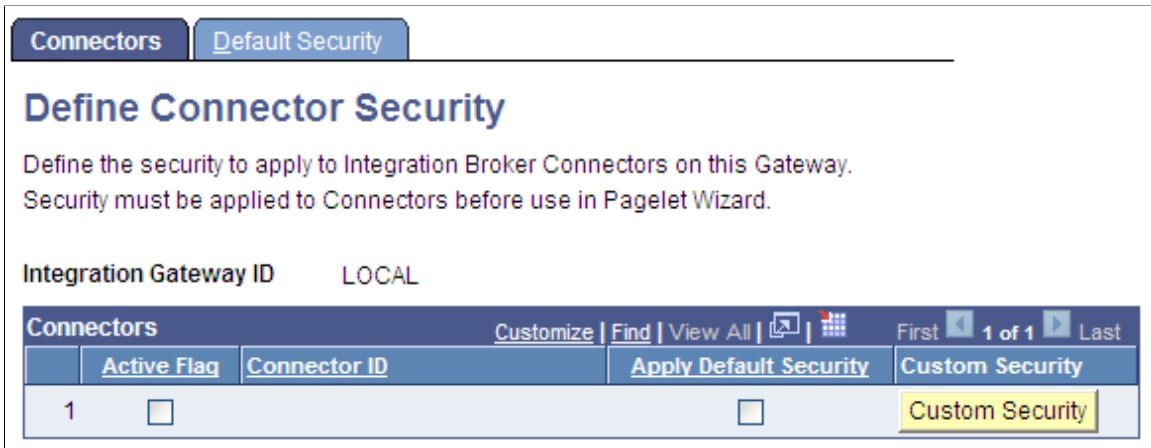 Connectors Default Security
Define Connector Security
Define the security to apply to Integration Broker Connectors on this Gateway.
Security must be applied to Connectors before use in Pagelet Wizard.
Integration Gateway ID LOCAL
Connectors Customize | Find | View All | | First 1 of 1 Last
Active Flag Connector ID Apply Default Security Custom Security
1 Custom Security